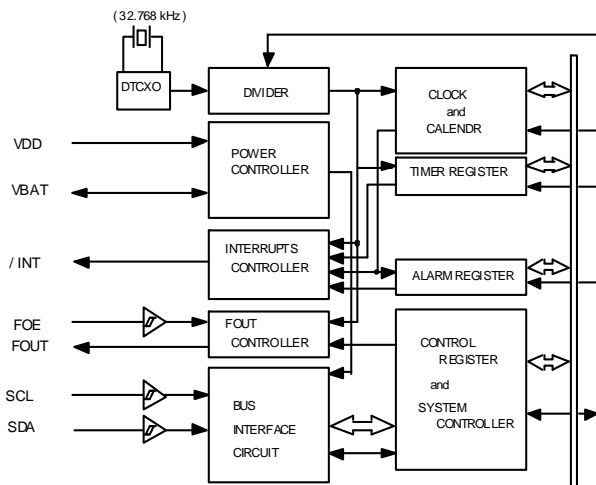 ( 32.768 kHz)
DTCXO
DIVIDER
CLOCK
and
CALENDR
VDD
POWER
CONTROLLER
TIMER REGISTER
VBAT
/ INT
INTERRUPTS
CONTROLLER
ALARM REGISTER
FOE
FOUT
FOUT
CONTROLLER
CONTROL
REGISTER
and
SYSTEM
CONTROLLER
SCL
SDA
BUS
INTERFACE
CIRCUIT